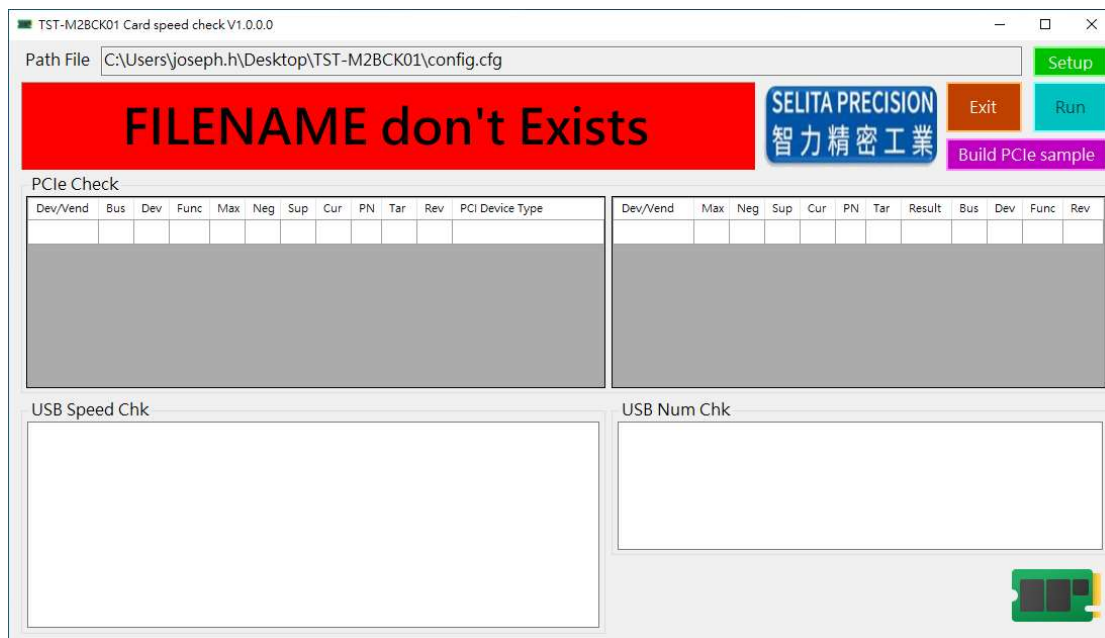 TST-M2BCK01 Card speed check V1.0.0.0
Path File C:\Users\joseph.h\Desktop\TST-M2BCK01\config.cfg
Setup
FILENAME don't Exists
SELITA PRECISION
智力精密工業
Exit
Run
Build PCIe sample
PCIe Check
Dev/Vend Bus Dev Func Max Neg Sup Cur PN Tar Rev PCI Device Type
Dev/Vend Max Neg Sup Cur PN Tar Result Bus Dev Func Rev
USB Speed Chk
USB Num Chk